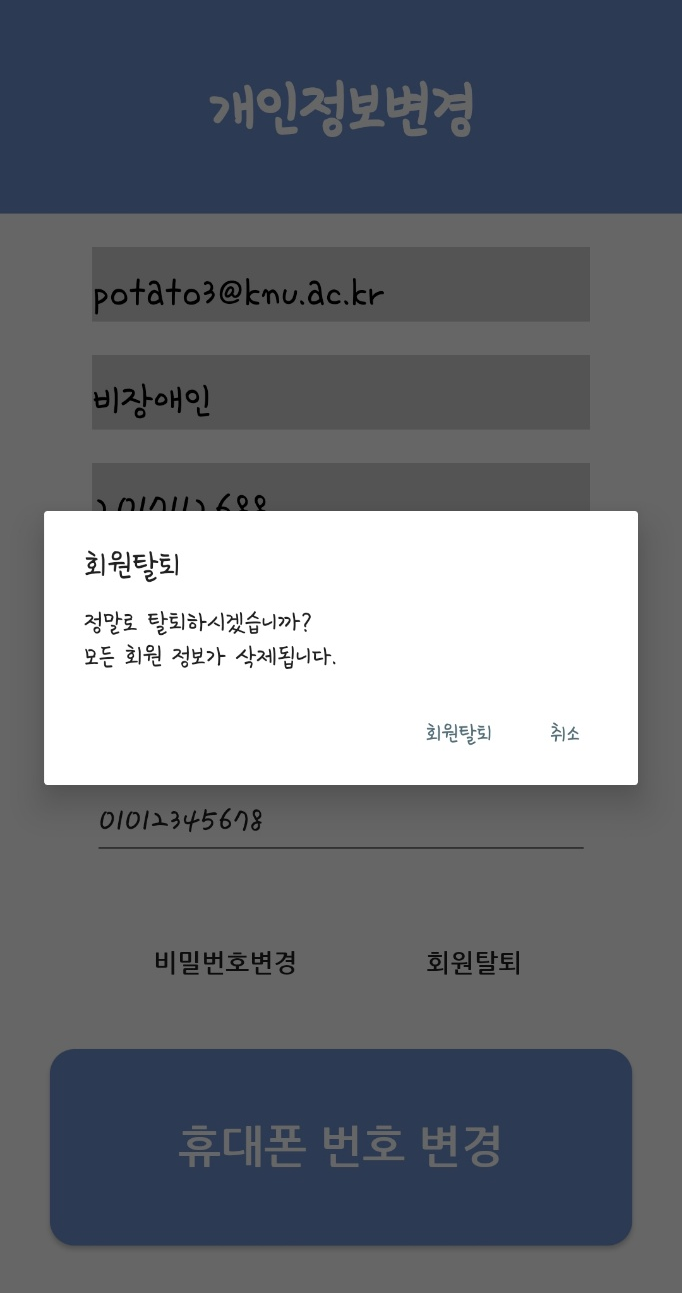 개인정보변경
potato3@knu.ac.kr
비장애인
회원탈퇴
정말로 탈퇴하시겠습니까?
모든 회원 정보가 삭제됩니다.
회원탈퇴 취소
01012345678
비밀번호변경 회원탈퇴
휴대폰 번호 변경